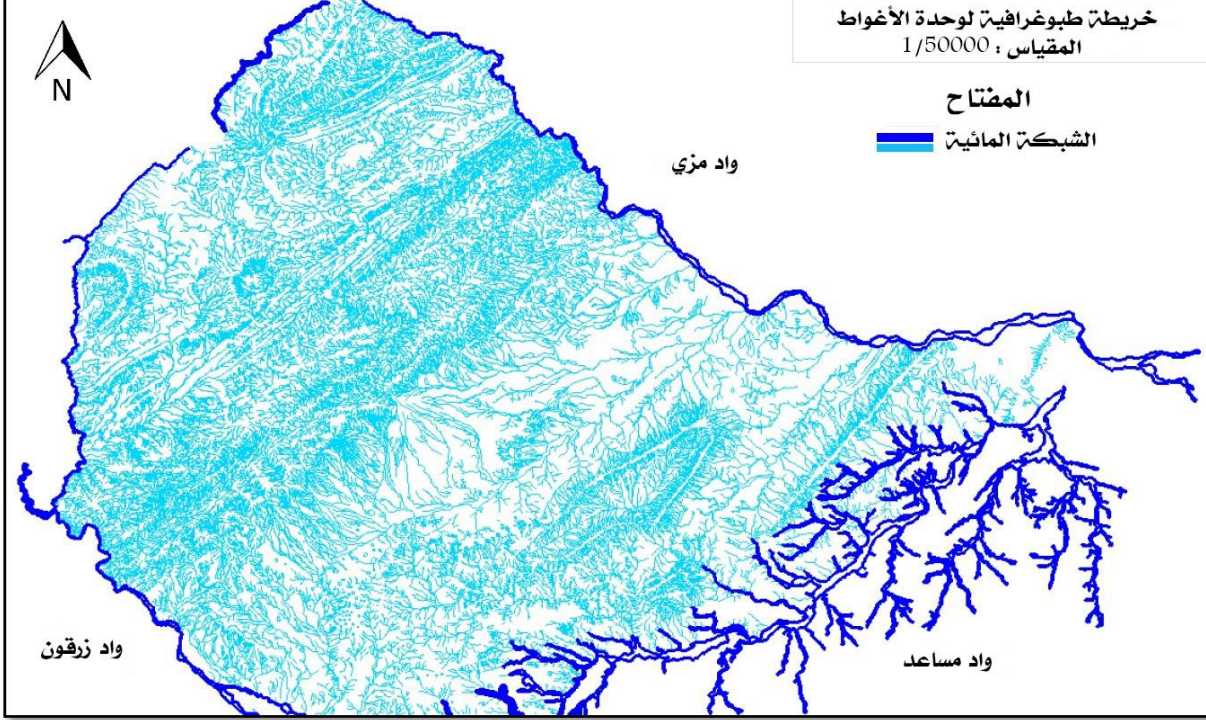 خريطة طبوغرافية لوحدة الأغواط
المقياس : 1/50000
المفتاح
الشبكة المائية
N
واد مزي
واد زرقون
واد مساعد